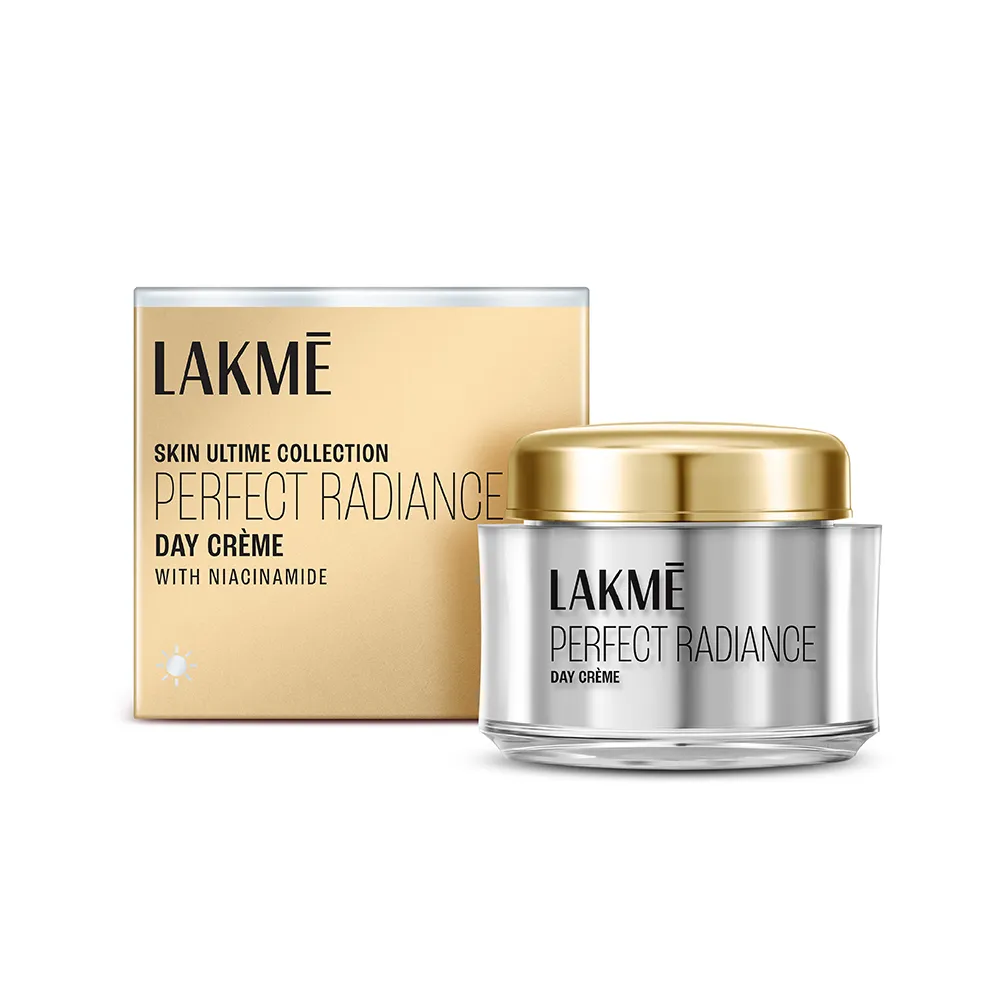 LAKMĒ
SKIN ULTIME COLLECTION
PERFECT RADIANCE
DAY CRÈME
WITH NIACINAMIDE
LAKMĒ
PERFECT RADIANCE
DAY CRÈME